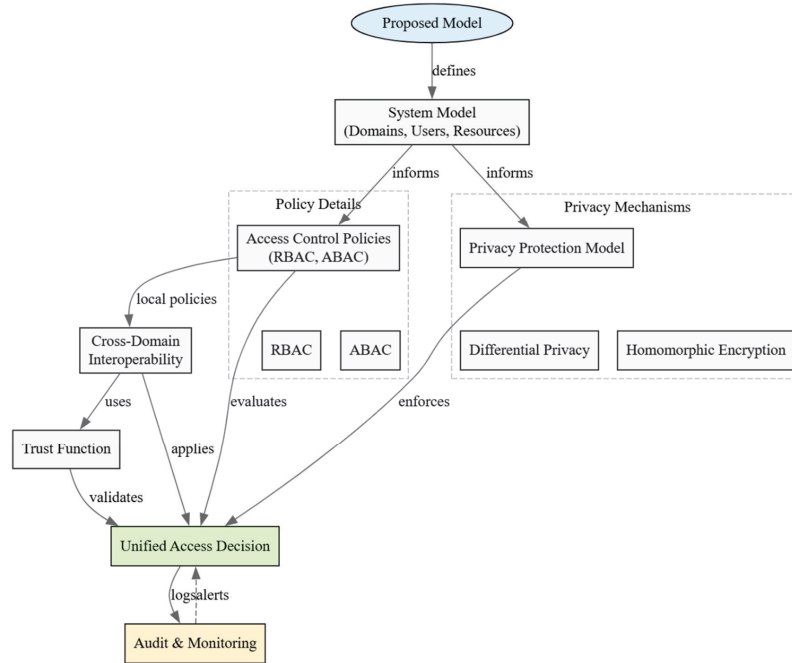 Proposed Model
defines
System Model
(Domains, Users, Resources)
informs
informs
Policy Details
Privacy Mechanisms
Access Control Policies
(RBAC, ABAC)
Privacy Protection Model
local policies
Cross-Domain
Interoperability
RBAC
ABAC
Differential Privacy
Homomorphic Encryption
uses
evaluates
enforces
Trust Function
applies
validates
Unified Access Decision
logs
alerts
Audit & Monitoring